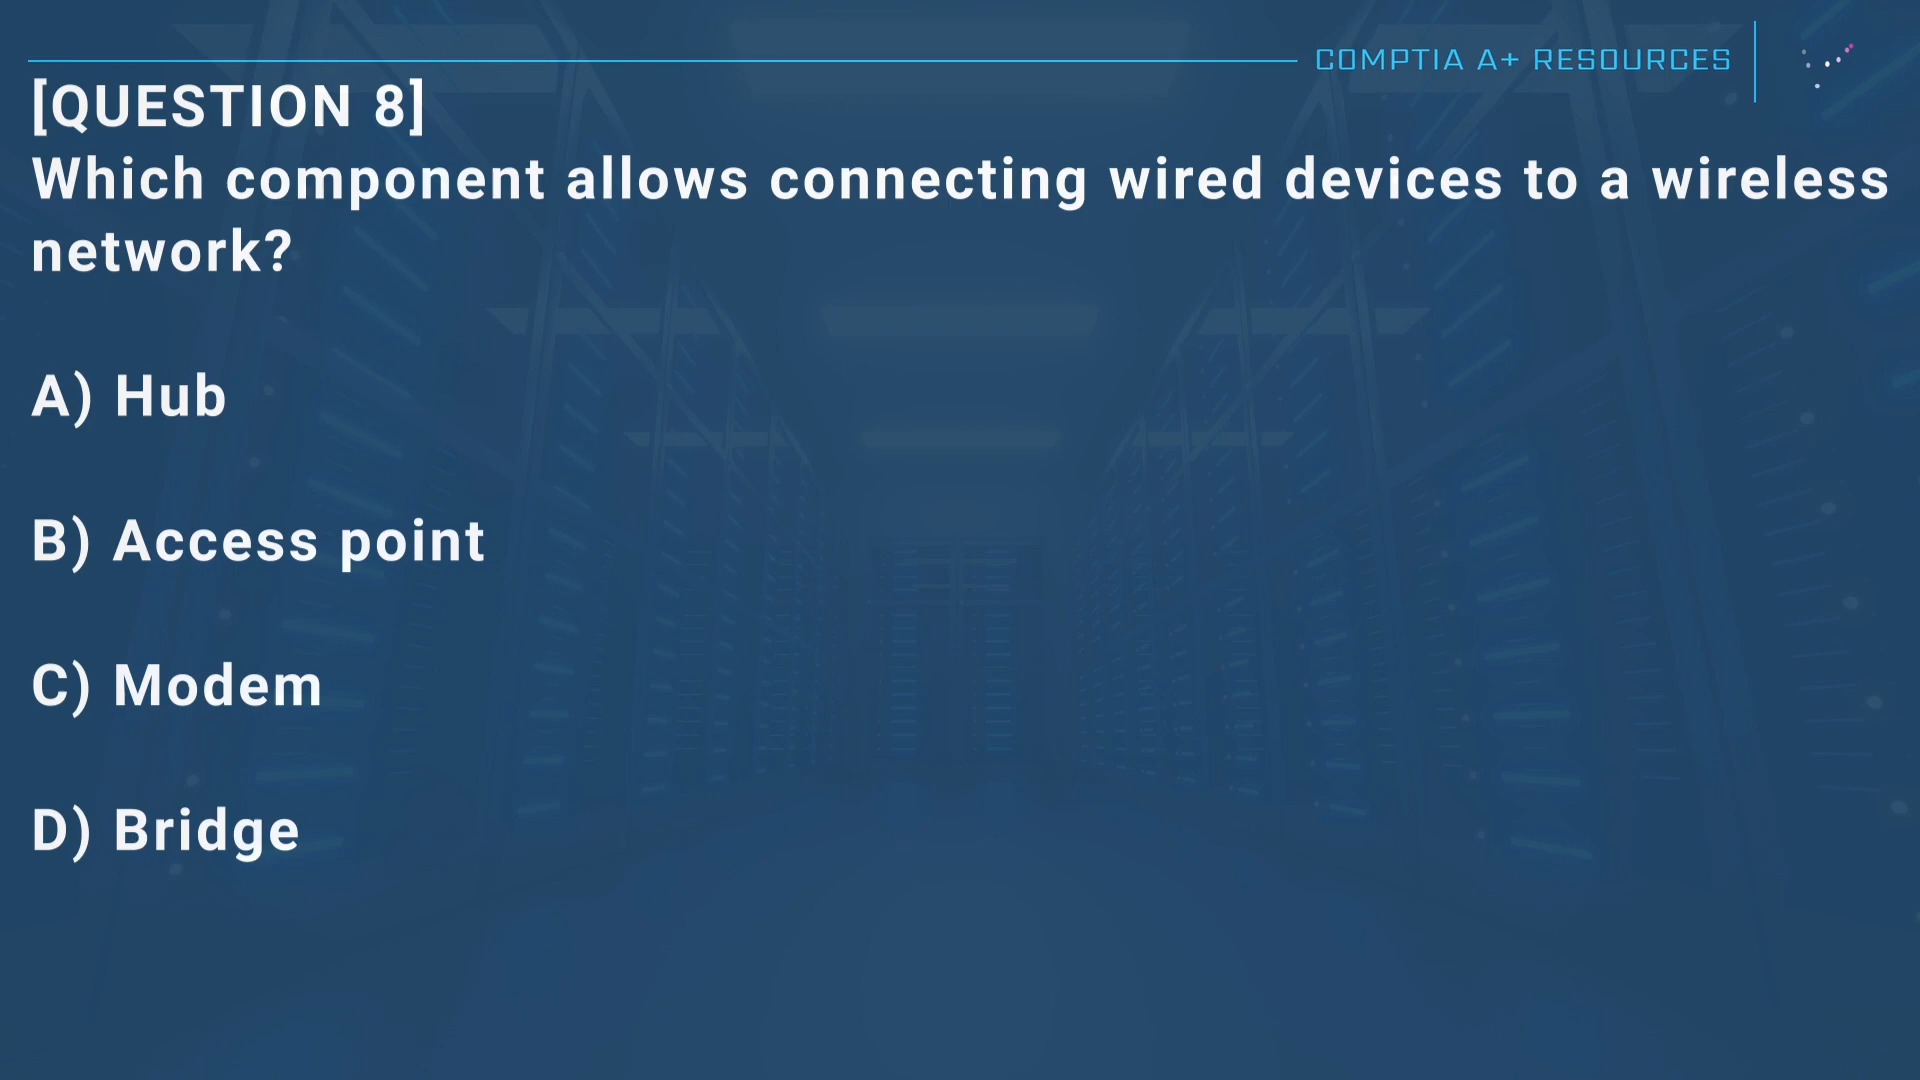 COMPTIA A+ RESOURCES
[QUESTION 8]
Which component allows connecting wired devices to a wireless
network?
A) Hub
B) Access point
C) Modem
D) Bridge